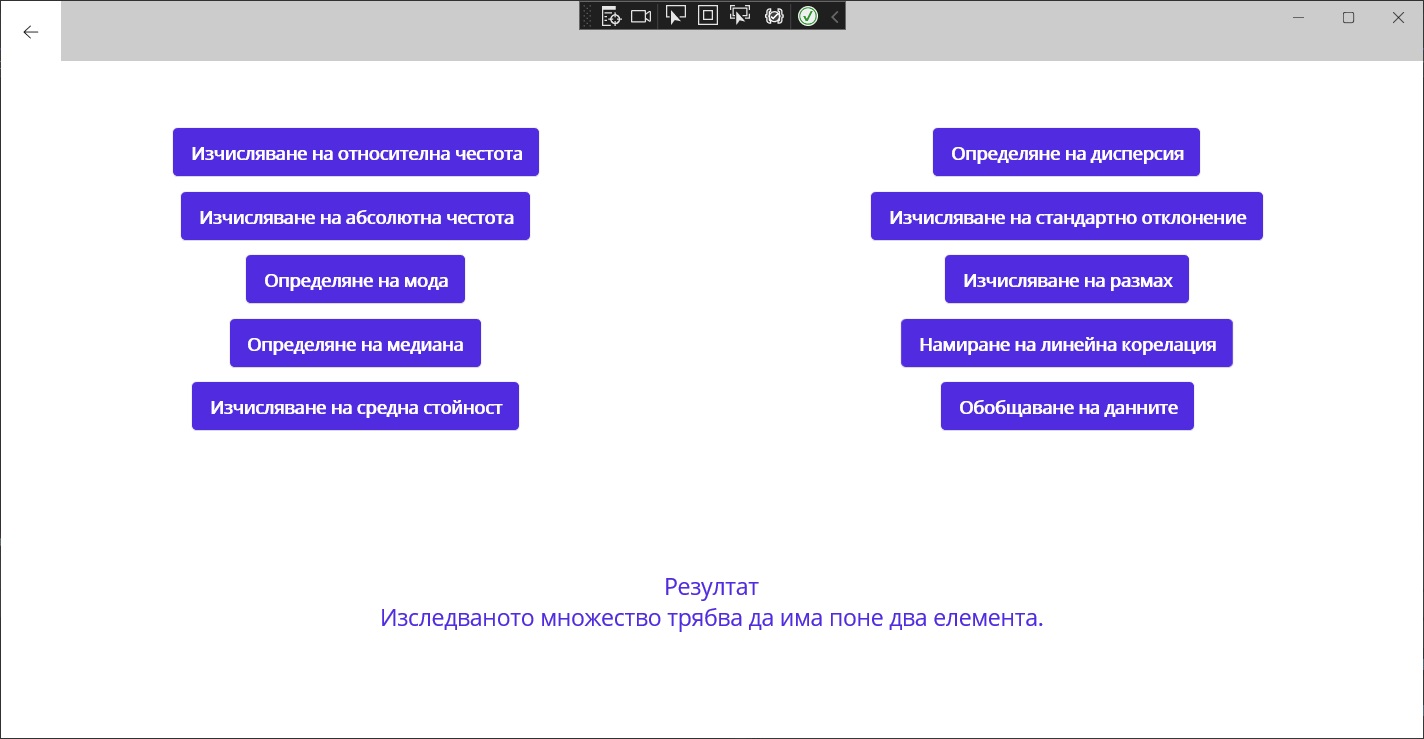 Изчисляване на относителна честота
Изчисляване на абсолютна честота
Определяне на мода
Определяне на медиана
Изчисляване на средна стойност
Определяне на дисперсия
Изчисляване на стандартно отклонение
Изчисляване на размах
Намиране на линейна корелация
Обобщаване на данните
Резултат
Изследваното множество трябва да има поне два елемента.